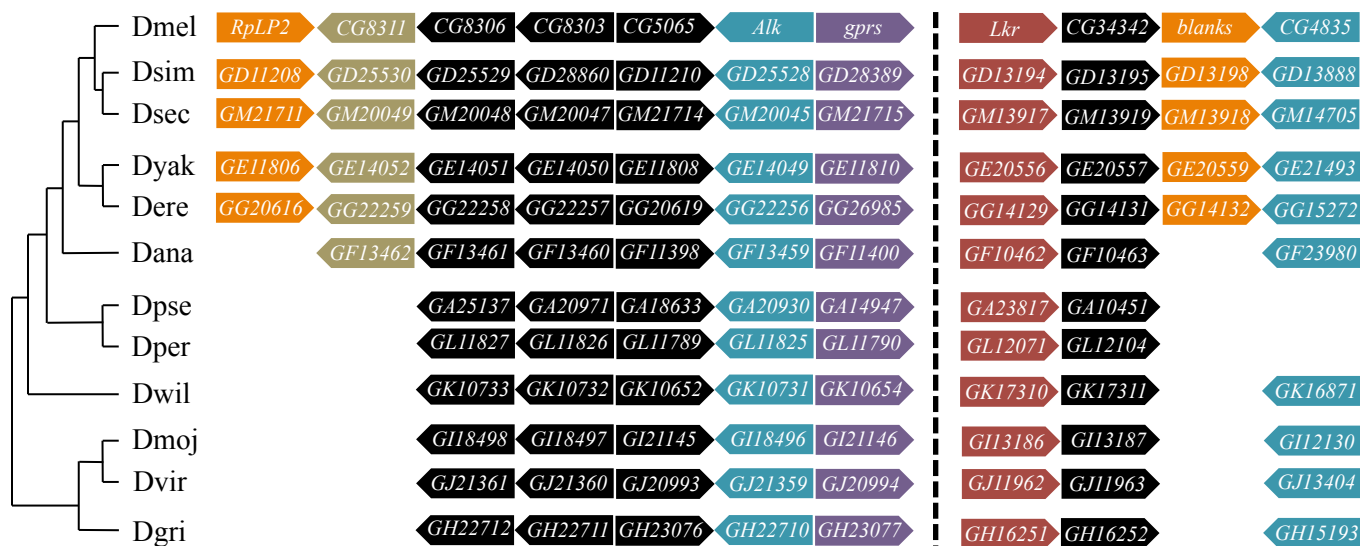 Dmel RpLP2 CG8311 CG8306 CG8303 CG5065 Alk gprs Lkr CG34342 blanks CG4835
Dsim GD11208 GD25530 GD25529 GD28860 GD11210 GD25528 GD28389 GD13194 GD13195 GD13198 GD13888
Dsec GM21711 GM20049 GM20048 GM20047 GM21714 GM20045 GM21715 GM13917 GM13919 GM13918 GM14705
Dyak GE11806 GE14052 GE14051 GE14050 GE11808 GE14049 GE11810 GE20556 GE20557 GE20559 GE21493
Dere GG20616 GG22259 GG22258 GG22257 GG20619 GG22256 GG26985 GG14129 GG14131 GG14132 GG15272
Dana GF13462 GF13461 GF13460 GF11398 GF13459 GF11400 GF10462 GF10463 GF23980
Dpse GA25137 GA20971 GA18633 GA20930 GA14947 GA23817 GA10451
Dper GL11827 GL11826 GL11789 GL11825 GL11790 GL12071 GL12104
Dwil GK10733 GK10732 GK10652 GK10731 GK10654 GK17310 GK17311 GK16871
Dmoj GI18498 GI18497 GI21145 GI18496 GI21146 GI13186 GI13187 GI12130
Dvir GJ21361 GJ21360 GJ20993 GJ21359 GJ20994 GJ11962 GJ11963 GJ13404
Dgri GH22712 GH22711 GH23076 GH22710 GH23077 GH16251 GH16252 GH15193